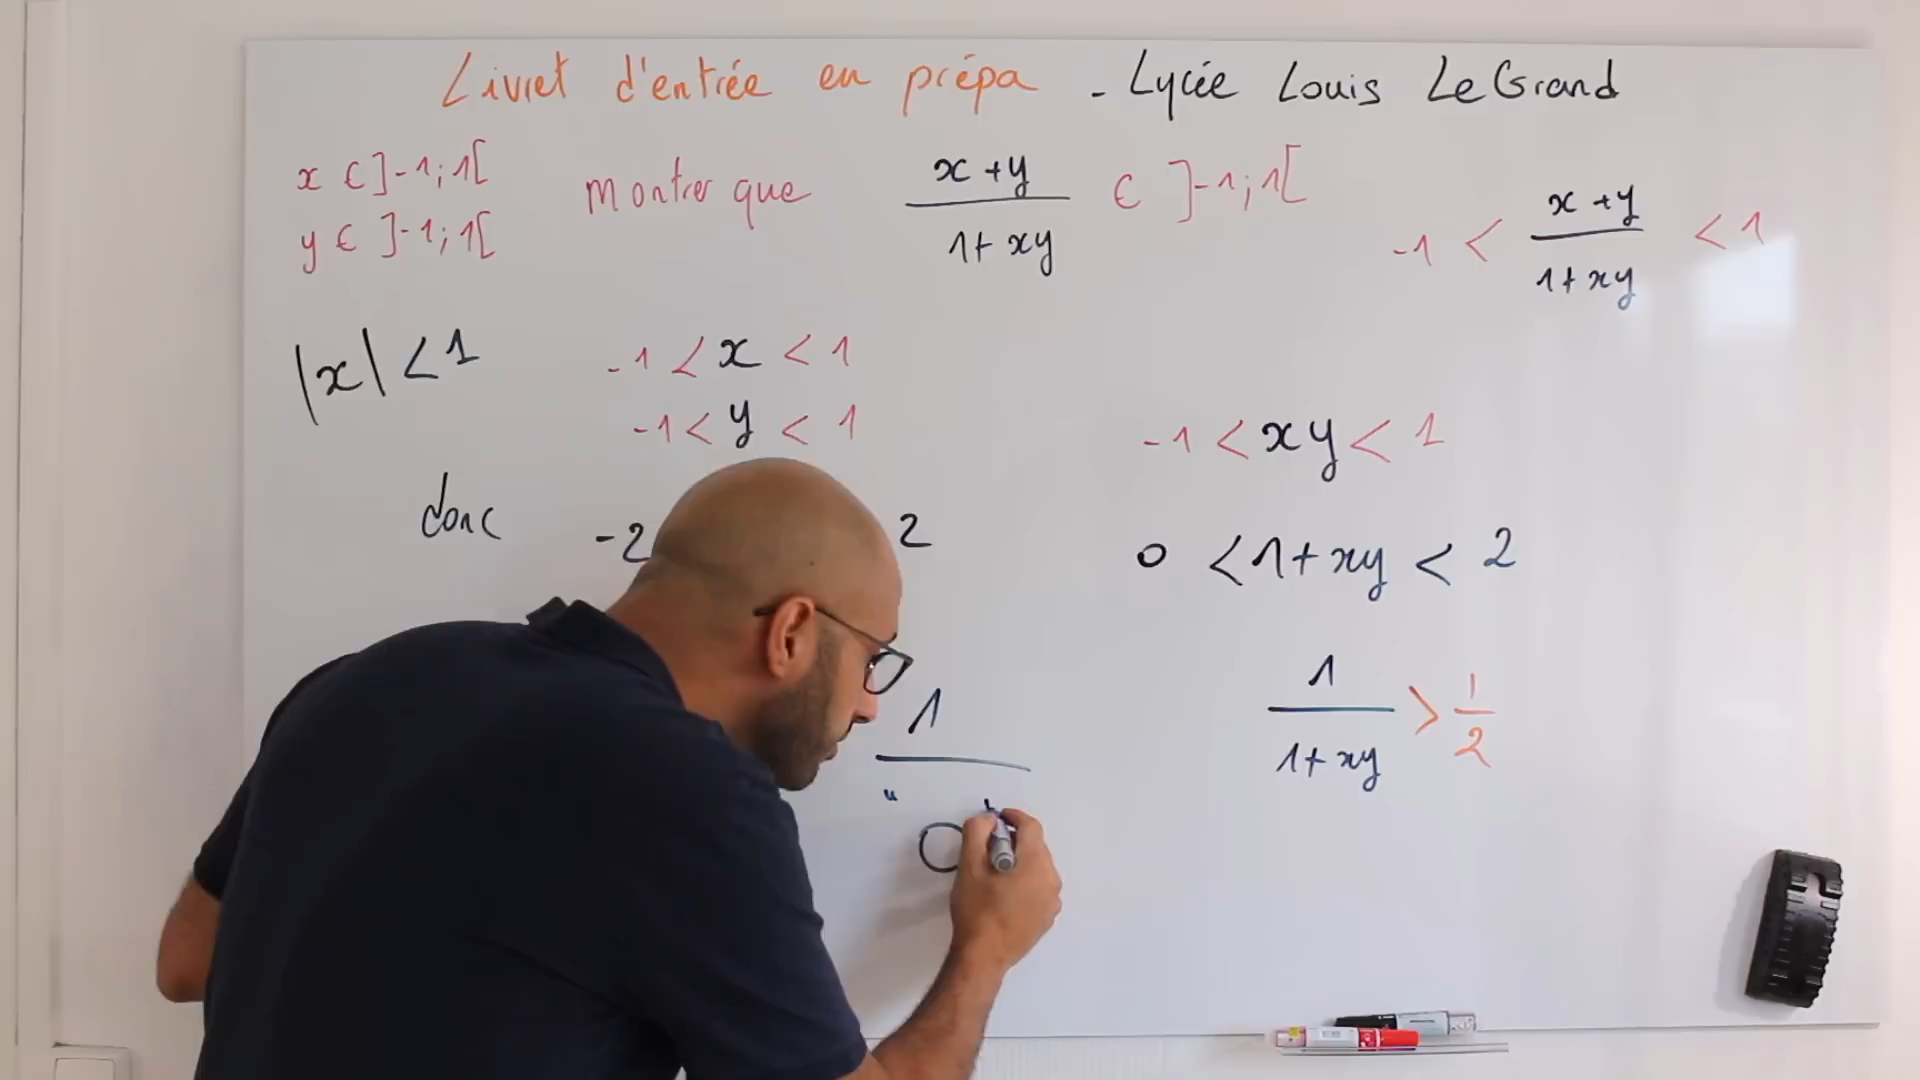 Livret d'entrée en prépa - Lycée Louis LeGrand
x ∈ ]-1;1[
y ∈ ]-1;1[
Montrer que
x+y
1+xy
∈ ]-1;1[
-1 <
x+y
1+xy
< 1
|x| < 1
-1 < x < 1
-1 < y < 1
donc
-2
2
1
" 0
-1 < xy < 1
0 < 1+xy < 2
1
1+xy
>
1
2